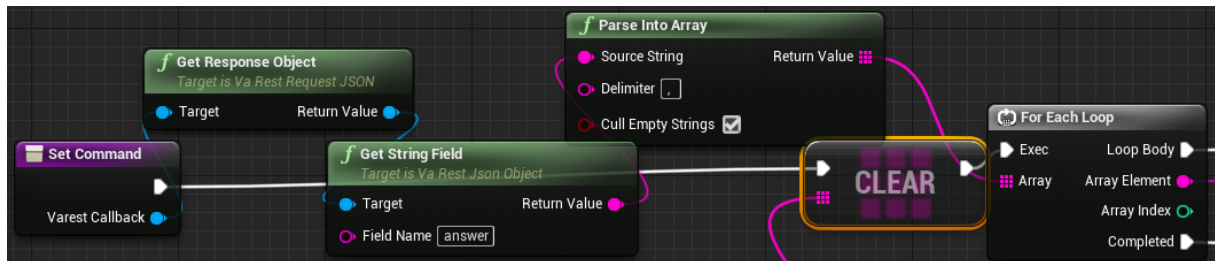 Parse Into Array
Source String
Return Value
Delimiter ,
Cull Empty Strings
Get Response Object
Target is Va Rest Request JSON
Target
Return Value
Set Command
Varest Callback
Get String Field
Target is Va Rest Json Object
Target
Return Value
Field Name answer
CLEAR
For Each Loop
Exec
Loop Body
Array
Array Element
Array Index
Completed